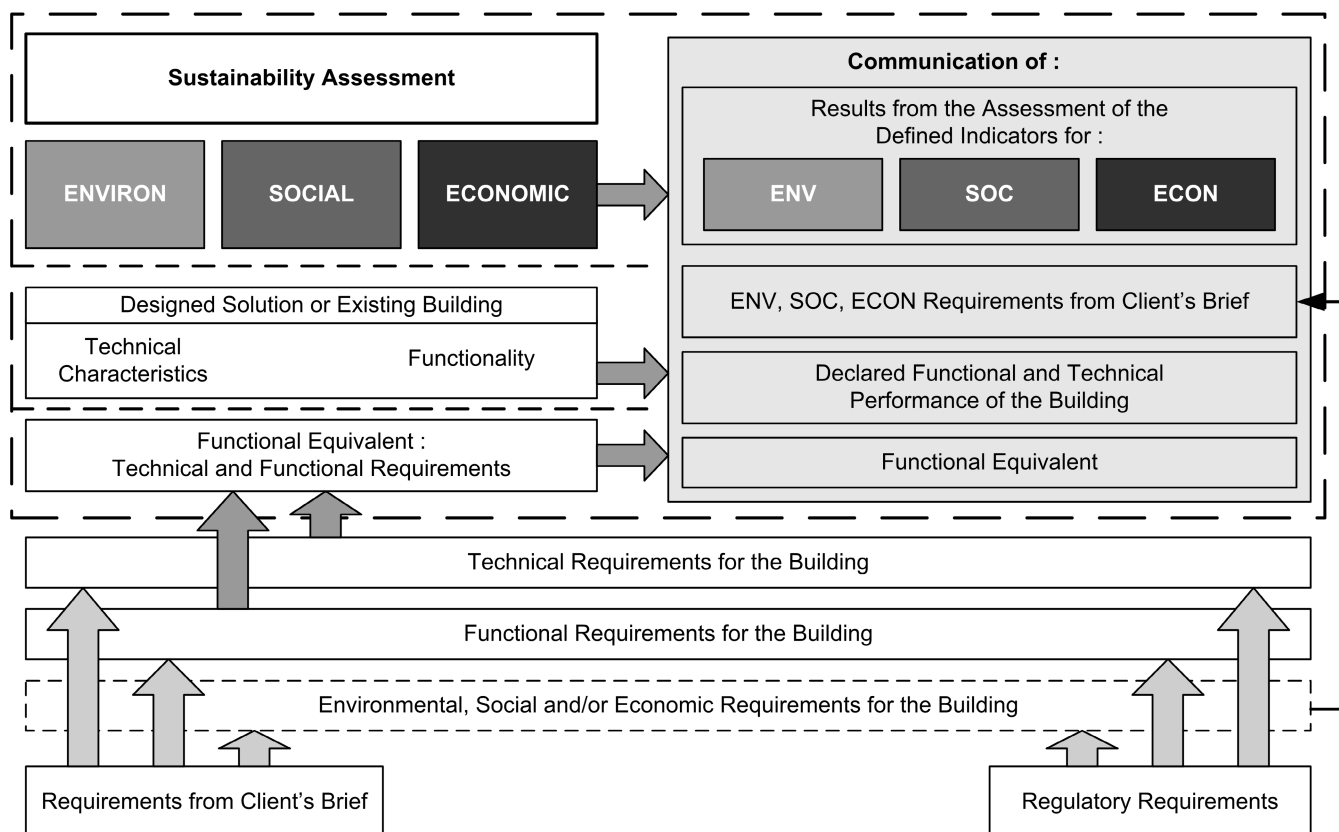 Sustainability Assessment
ENVIRON
SOCIAL
ECONOMIC
Communication of :
Results from the Assessment of the
Defined Indicators for :
ENV
SOC
ECON
Designed Solution or Existing Building
Technical
Characteristics
Functionality
ENV, SOC, ECON Requirements from Client’s Brief
Declared Functional and Technical
Performance of the Building
Functional Equivalent :
Technical and Functional Requirements
Functional Equivalent
Technical Requirements for the Building
Functional Requirements for the Building
Environmental, Social and/or Economic Requirements for the Building
Requirements from Client’s Brief
Regulatory Requirements